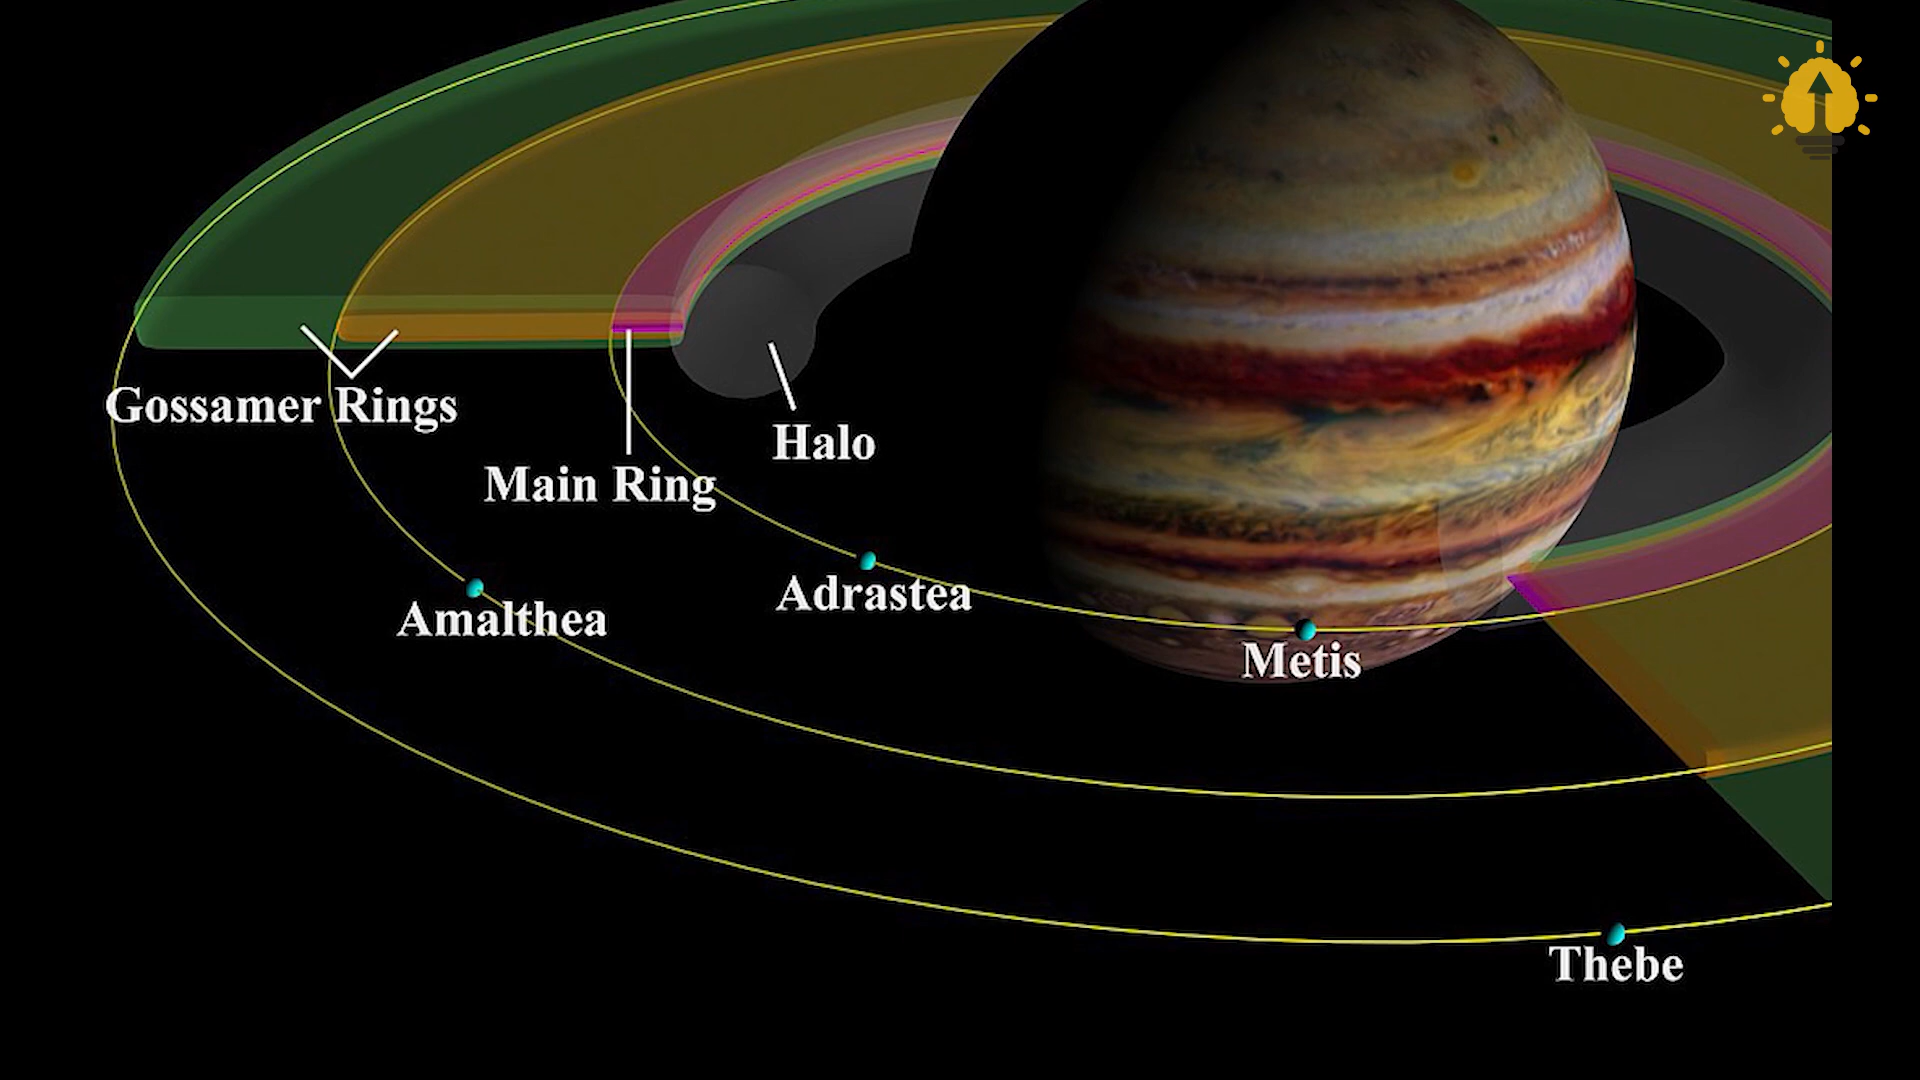 Gossamer Rings
Halo
Main Ring
Adrastea
Amalthea
Metis
Thebe